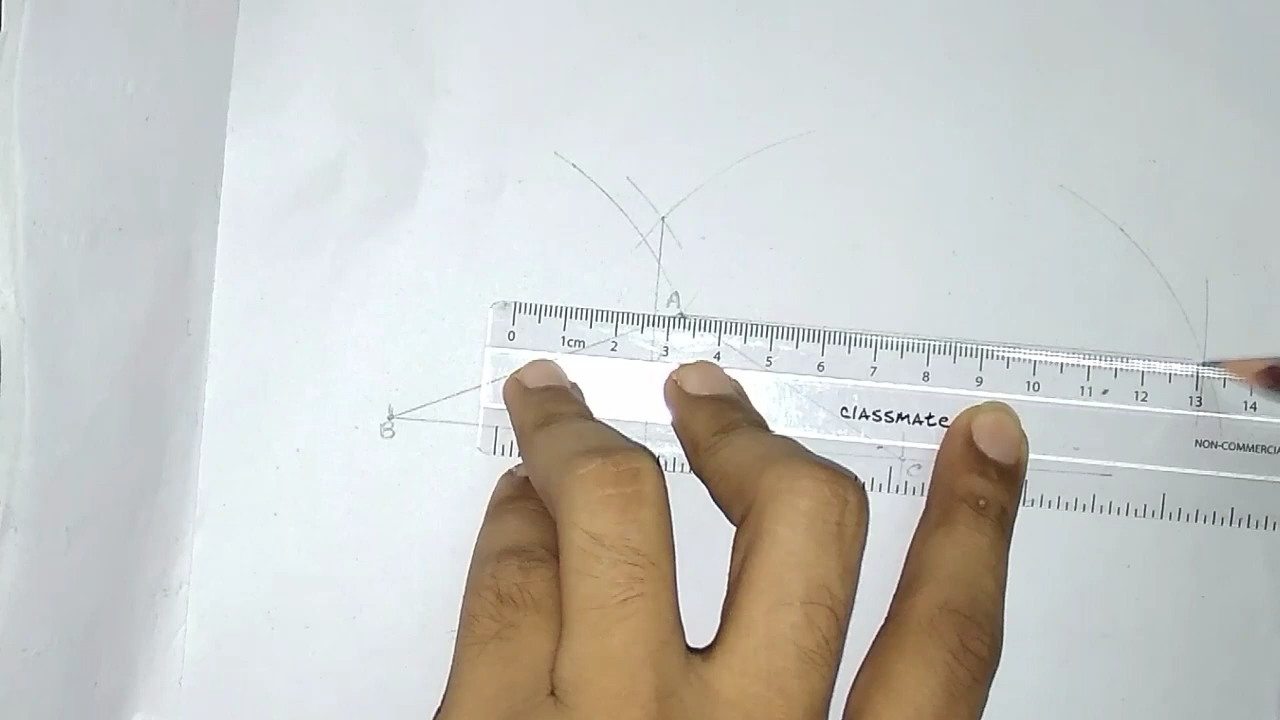 A
0 1cm 2 3 4 5 6 7 8 9 10 11 12 13 14
classmate
B
C
NON-COMMERCIA